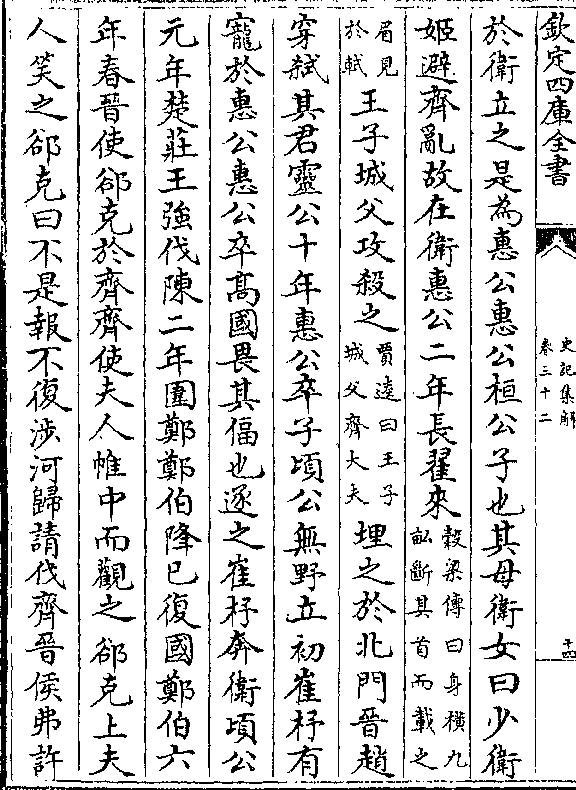 欽定四庫全書
史記集解
卷三十二
十四
於衛立之是為惠公惠公桓公子也其母衛女曰少衛
姬避齊亂故在衛惠公二年長翟來穀梁傳曰身横九畝斷其首而載之
眉見於軾王子城父攻殺之賈逵曰王子城父齊大夫埋之於北門晉趙
穿弑其君靈公十年惠公卒子頃公無野立初崔杼有
寵於惠公惠公卒髙國畏其偪也逐之崔杼奔衛頃公
元年楚莊王強伐陳二年圍鄭鄭伯降已復國鄭伯六
年春晉使郤克於齊齊使夫人帷中而觀之郤克上夫
人笑之郤克曰不是報不復涉河歸請伐齊晉侯弗許